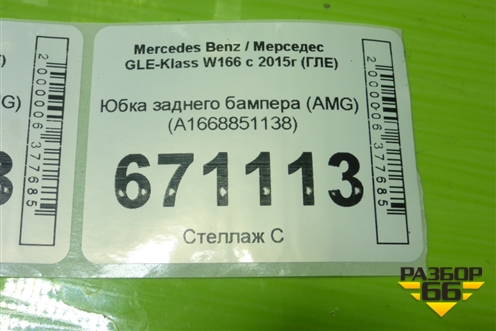 Mercedes Benz / Мерседес
GLE-Klass W166 с 2015г (ГЛЕ)
Юбка заднего бампера (AMG)
(A1668851138)
671113
Стеллаж С
2000006377685
)
G)
3
2000006377685
РАЗБОР
66